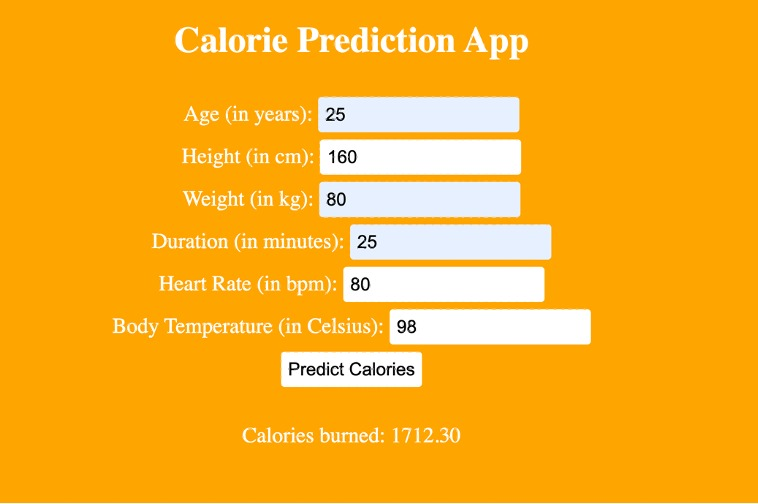 Calorie Prediction App
Age (in years): 25
Height (in cm): 160
Weight (in kg): 80
Duration (in minutes): 25
Heart Rate (in bpm): 80
Body Temperature (in Celsius): 98
Predict Calories
Calories burned: 1712.30